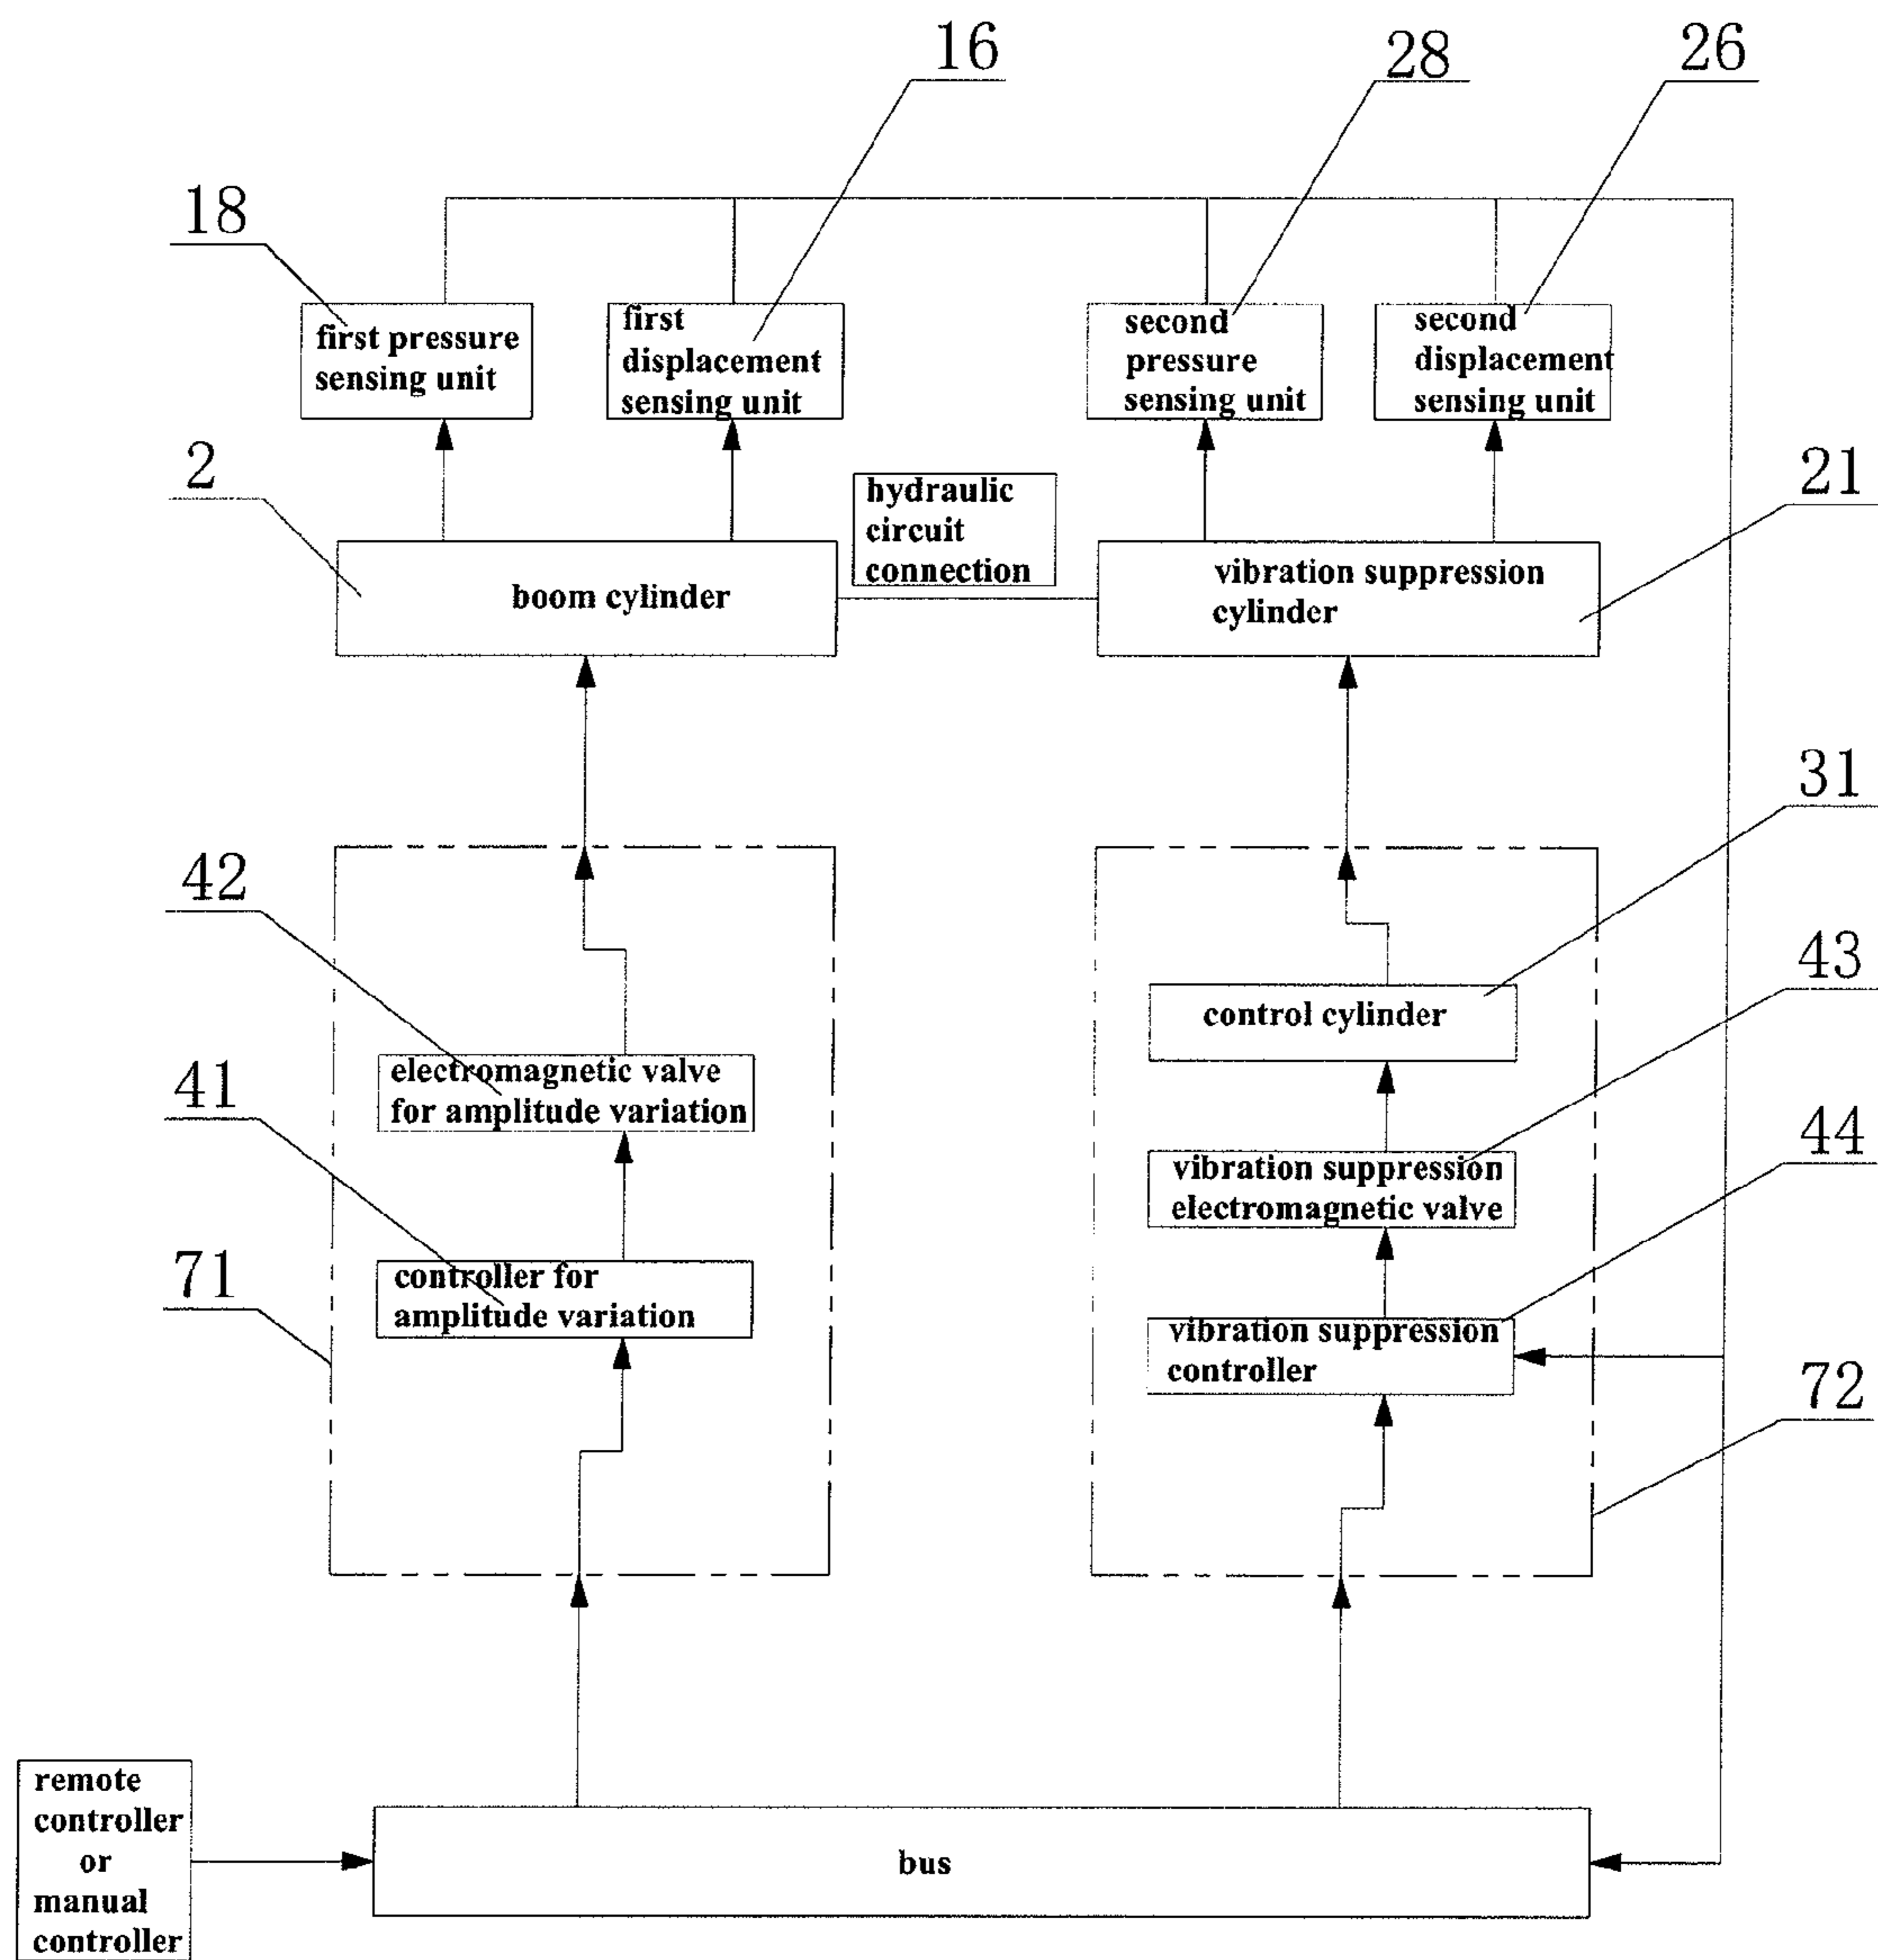 16
28
26
18
first pressure
sensing unit
first
displacement
sensing unit
second
pressure
sensing unit
second
displacement
sensing unit
2
hydraulic
circuit
connection
21
boom cylinder
vibration suppression
cylinder
31
42
control cylinder
43
41
electromagnetic valve
for amplitude variation
vibration suppression
electromagnetic valve
44
71
controller for
amplitude variation
vibration suppression
controller
72
remote
controller
or
manual
controller
bus